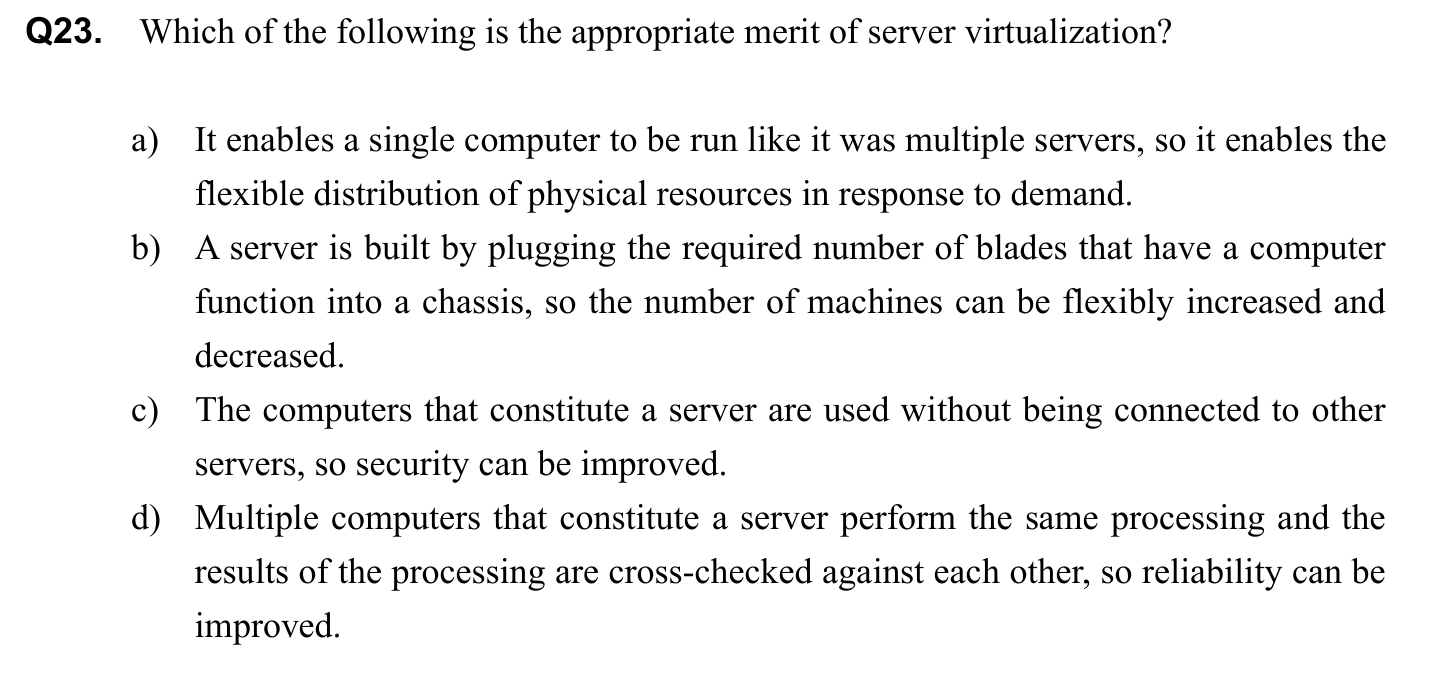 Q23. Which of the following is the appropriate merit of server virtualization?
a) It enables a single computer to be run like it was multiple servers, so it enables the
flexible distribution of physical resources in response to demand.
b) A server is built by plugging the required number of blades that have a computer
function into a chassis, so the number of machines can be flexibly increased and
decreased.
c) The computers that constitute a server are used without being connected to other
servers, so security can be improved.
d) Multiple computers that constitute a server perform the same processing and the
results of the processing are cross-checked against each other, so reliability can be
improved.